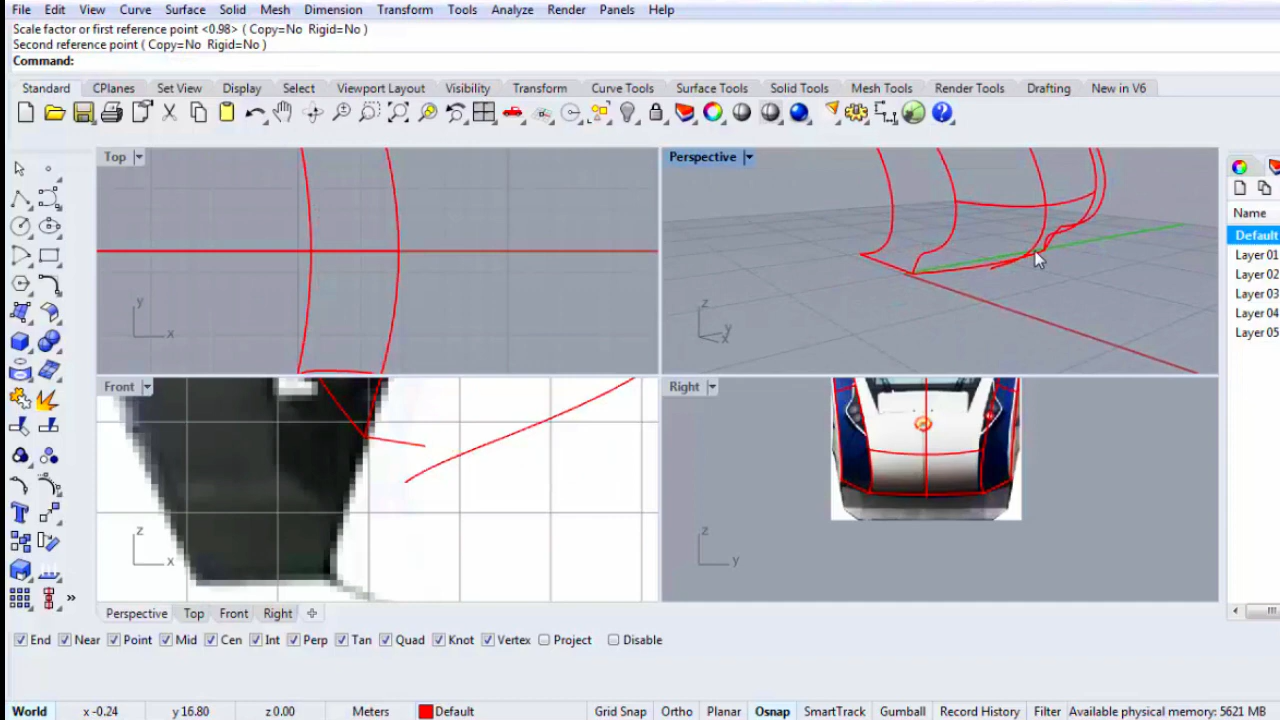 File Edit View Curve Surface Solid Mesh Dimension Transform Tools Analyze Render Panels Help
Scale factor or first reference point <0.98> ( Copy=No Rigid=No )
Second reference point ( Copy=No Rigid=No )
Command:
Standard CPlanes Set View Display Select Viewport Layout Visibility Transform Curve Tools Surface Tools Solid Tools Mesh Tools Render Tools Drafting New in V6
Top
y
x
Perspective
z
y
x
Name
Default
Layer 01
Layer 02
Layer 03
Layer 04
Layer 05
Front
z
x
Right
z
y
Perspective Top Front Right
End Near Point Mid Cen Int Perp Tan Quad Knot Vertex Project Disable
World x -0.24 y 16.80 z 0.00 Meters Default Grid Snap Ortho Planar Osnap SmartTrack Gumball Record History Filter Available physical memory: 5621 MB